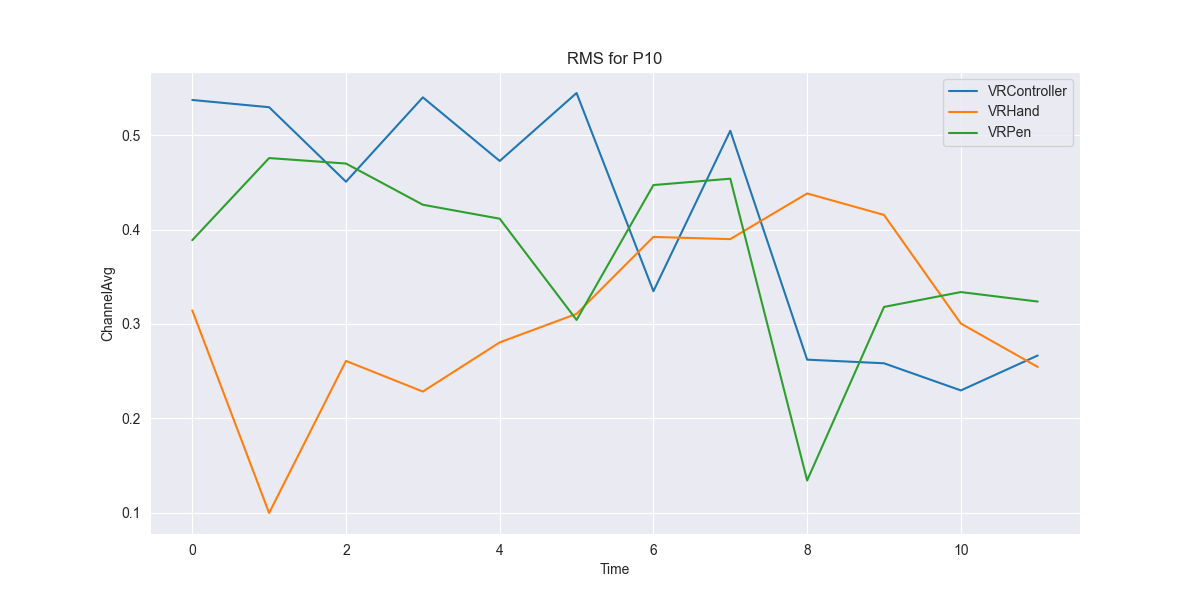 RMS for P10
VRController
VRHand
VRPen
ChannelAvg
0.5
0.4
0.3
0.2
0.1
0 2 4 6 8 10
Time